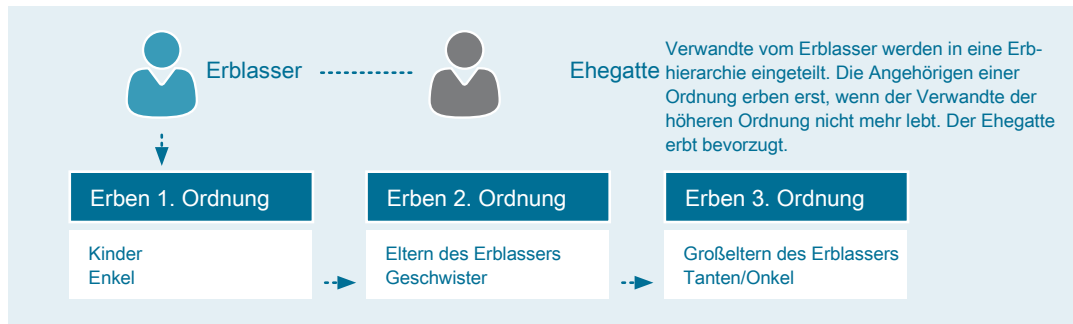 Erblasser
Ehegatte
Verwandte vom Erblasser werden in eine Erb-
hierarchie eingeteilt. Die Angehörigen einer
Ordnung erben erst, wenn der Verwandte der
höheren Ordnung nicht mehr lebt. Der Ehegatte
erbt bevorzugt.
Erben 1. Ordnung
Kinder
Enkel
Erben 2. Ordnung
Eltern des Erblassers
Geschwister
Erben 3. Ordnung
Großeltern des Erblassers
Tanten/Onkel